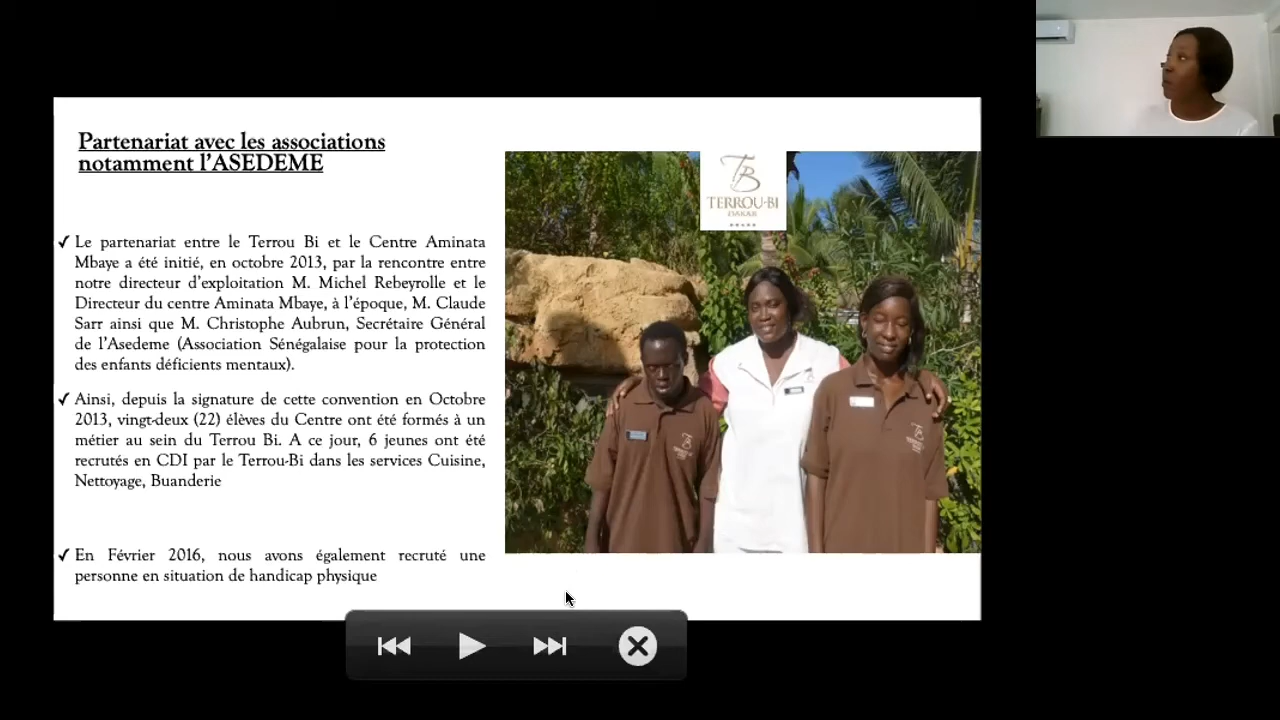 Partenariat avec les associations
notamment l'ASEDEME
✓ Le partenariat entre le Terrou Bi et le Centre Aminata
Mbaye a été initié, en octobre 2013, par la rencontre entre
notre directeur d'exploitation M. Michel Rebeyrolle et le
Directeur du centre Aminata Mbaye, à l'époque, M. Claude
Sarr ainsi que M. Christophe Aubrun, Secrétaire Général
de l'Asedeme (Association Sénégalaise pour la protection
des enfants déficients mentaux).
✓ Ainsi, depuis la signature de cette convention en Octobre
2013, vingt-deux (22) élèves du Centre ont été formés à un
métier au sein du Terrou Bi. A ce jour, 6 jeunes ont été
recrutés en CDI par le Terrou-Bi dans les services Cuisine,
Nettoyage, Buanderie
✓ En Février 2016, nous avons également recruté une
personne en situation de handicap physique
TB
TERROU-BI
DAKAR